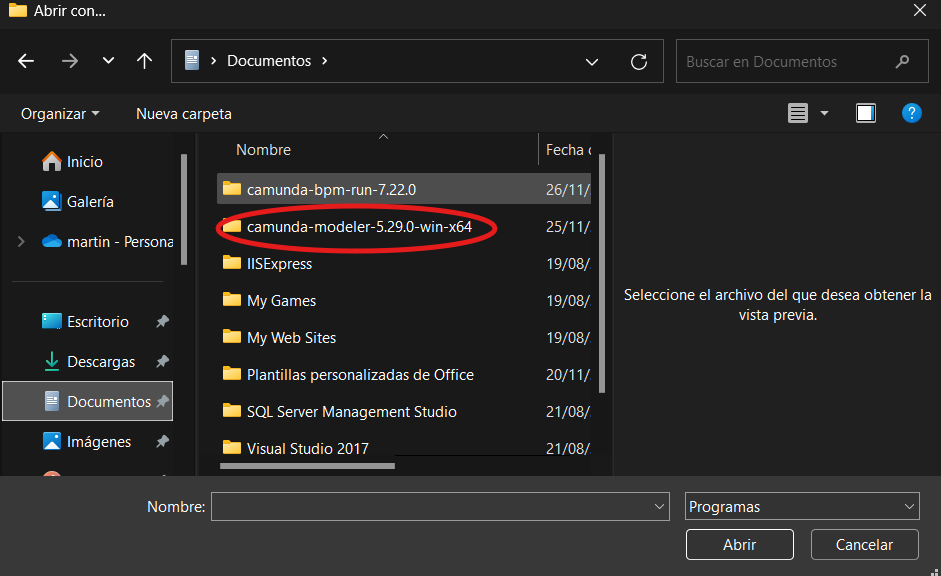 Abrir con...
Documentos
Buscar en Documentos
Organizar
Nueva carpeta
Inicio
Galería
martin - Persona
Escritorio
Descargas
Documentos
Imágenes
Nombre
Fecha
camunda-bpm-run-7.22.0 26/11/
camunda-modeler-5.29.0-win-x64 25/11/
IISExpress 19/08/
My Games 19/08/
My Web Sites 19/08/
Plantillas personalizadas de Office 20/11/
SQL Server Management Studio 21/08/
Visual Studio 2017 21/08/
Seleccione el archivo del que desea obtener la
vista previa.
Nombre:
Programas
Abrir
Cancelar